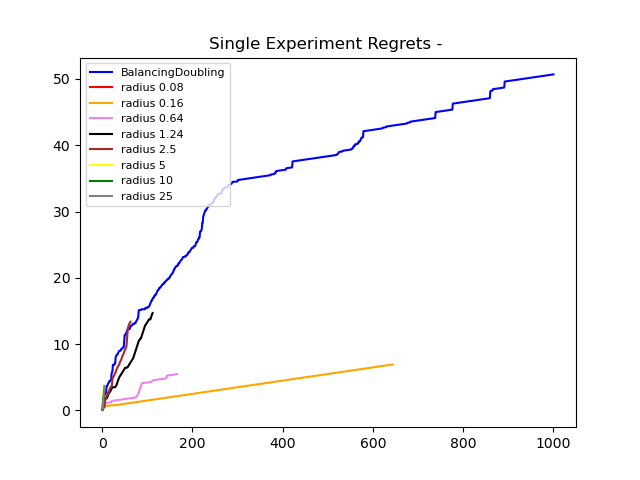 Single Experiment Regrets -
BalancingDoubling
radius 0.08
radius 0.16
radius 0.64
radius 1.24
radius 2.5
radius 5
radius 10
radius 25
50
40
30
20
10
0
0 200 400 600 800 1000